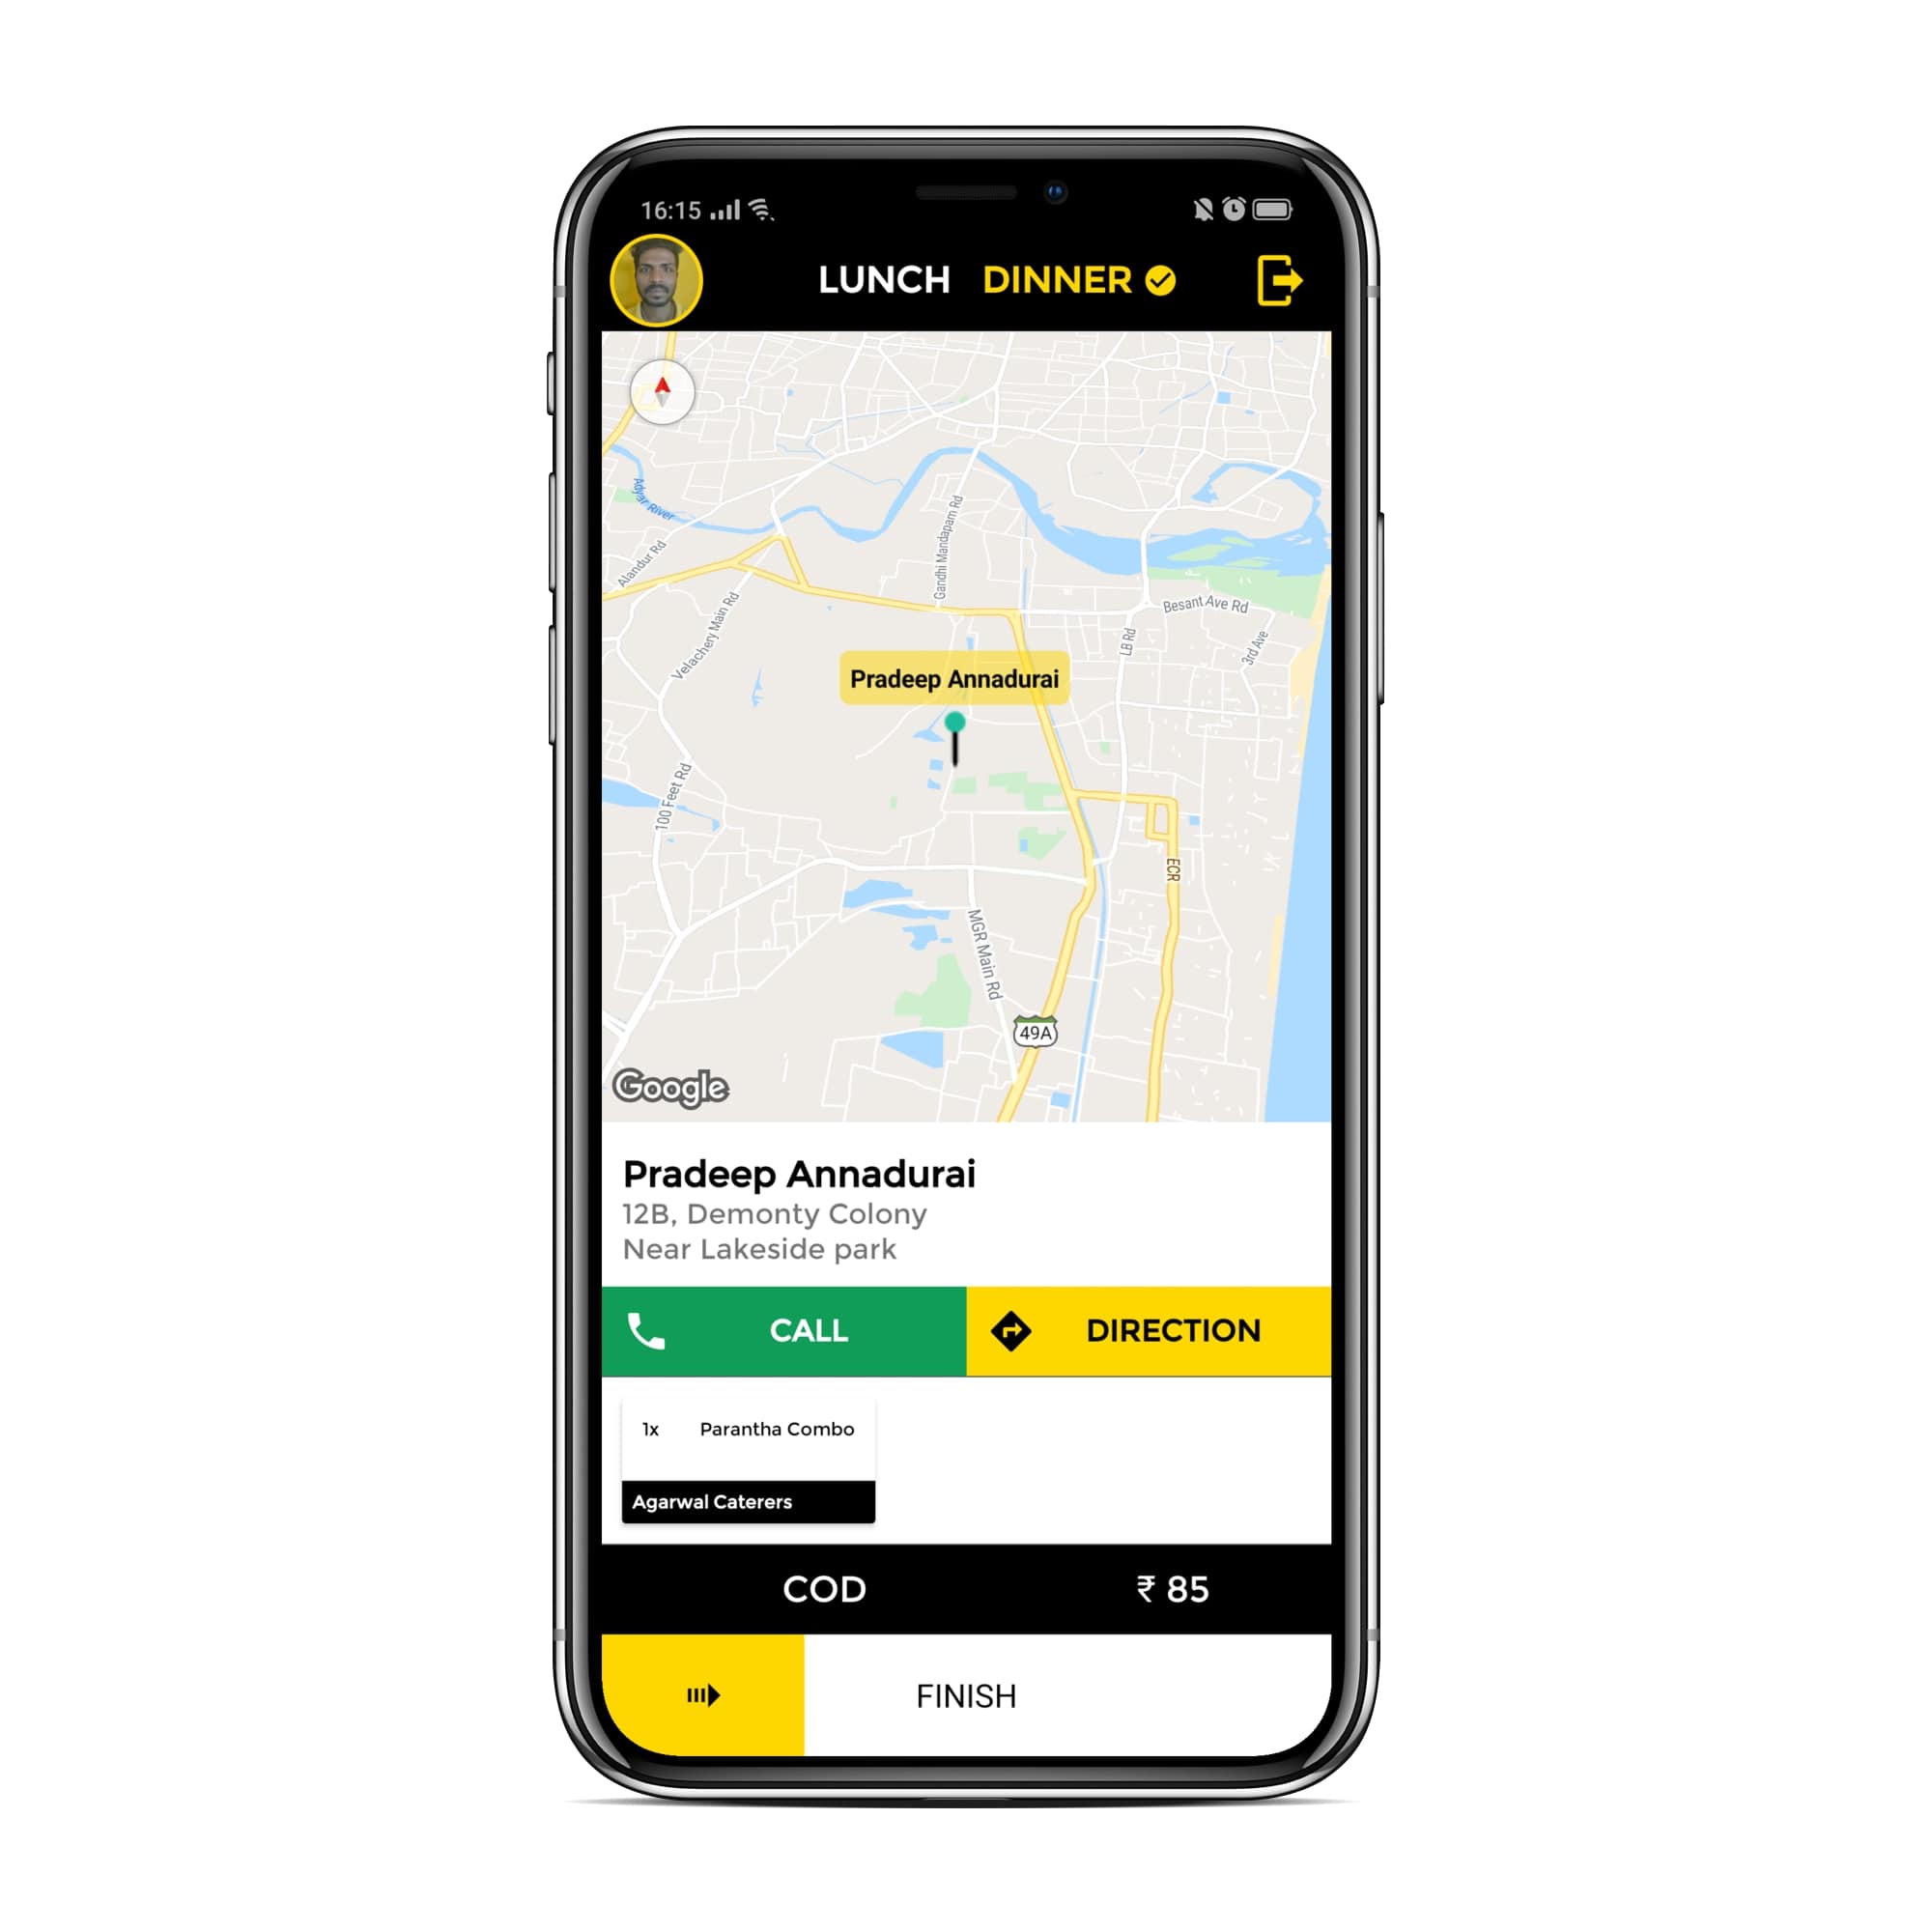 16:15
LUNCH DINNER
Adyar River
Alandur Rd
Gandhi Mandapam Rd
Velachery Main Rd
Besant Ave Rd
LB Rd
3rd Ave
Pradeep Annadurai
100 Feet Rd
ECR
MGR Main Rd
49A
Google
Pradeep Annadurai
12B, Demonty Colony
Near Lakeside park
CALL DIRECTION
1x Parantha Combo
Agarwal Caterers
COD ₹ 85
FINISH